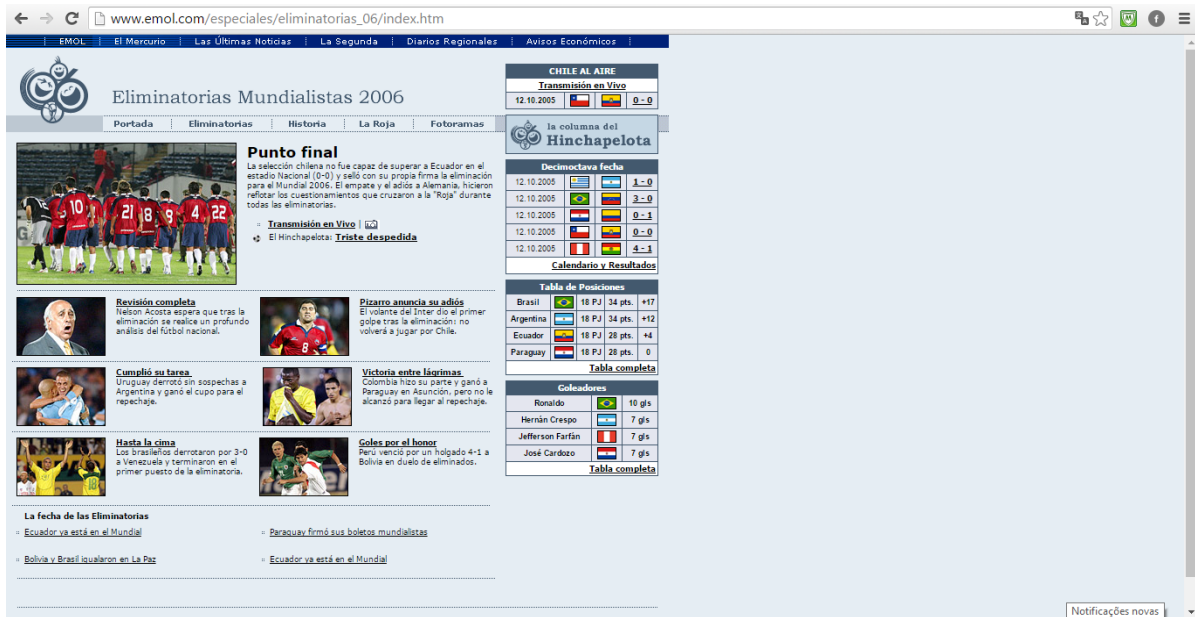 www.emol.com/especiales/eliminatorias_06/index.htm
EMOL | El Mercurio | Las Últimas Noticias | La Segunda | Diarios Regionales | Avisos Económicos |
Eliminatorias Mundialistas 2006
Portada | Eliminatorias | Historia | La Roja | Fotoramas
Punto final
La selección chilena no fue capaz de superar a Ecuador en el
estadio Nacional (0-0) y selló con su propia firma la eliminación
para el Mundial 2006. El empate y el adiós a Alemania, hicieron
reflotar los cuestionamientos que cruzaron a la "Roja" durante
todas las eliminatorias.
Transmisión en Vivo |
El Hinchapelota: Triste despedida
10 21 18 8 4 22
Revisión completa
Nelson Acosta espera que tras la
eliminación se realice un profundo
análisis del fútbol nacional.
Pizarro anuncia su adiós
El volante del Inter dio el primer
golpe tras la eliminación: no
volverá a jugar por Chile.
8
Cumplió su tarea
Uruguay derrotó sin sospechas a
Argentina y ganó el cupo para el
repechaje.
Victoria entre lágrimas
Colombia hizo su parte y ganó a
Paraguay en Asunción, pero no le
alcanzó para llegar al repechaje.
Hasta la cima
Los brasileños derrotaron por 3-0
a Venezuela y terminaron en el
primer puesto de la eliminatoria.
Goles por el honor
Perú venció por un holgado 4-1 a
Bolivia en duelo de eliminados.
La fecha de las Eliminatorias
Ecuador ya está en el Mundial
Paraguay firmó sus boletos mundialistas
Bolivia y Brasil igualaron en La Paz
Ecuador ya está en el Mundial
CHILE AL AIRE
Transmisión en Vivo
12.10.2005 0 - 0
la columna del
Hinchapelota
Decimoctava fecha
12.10.2005 1 - 0
12.10.2005 3 - 0
12.10.2005 0 - 1
12.10.2005 0 - 0
12.10.2005 4 - 1
Calendario y Resultados
Tabla de Posiciones
Brasil 18 PJ 34 pts. +17
Argentina 18 PJ 34 pts. +12
Ecuador 18 PJ 28 pts. +4
Paraguay 18 PJ 28 pts. 0
Tabla completa
Goleadores
Ronaldo 10 gls
Hernán Crespo 7 gls
Jefferson Farfán 7 gls
José Cardozo 7 gls
Tabla completa
Notificações novas